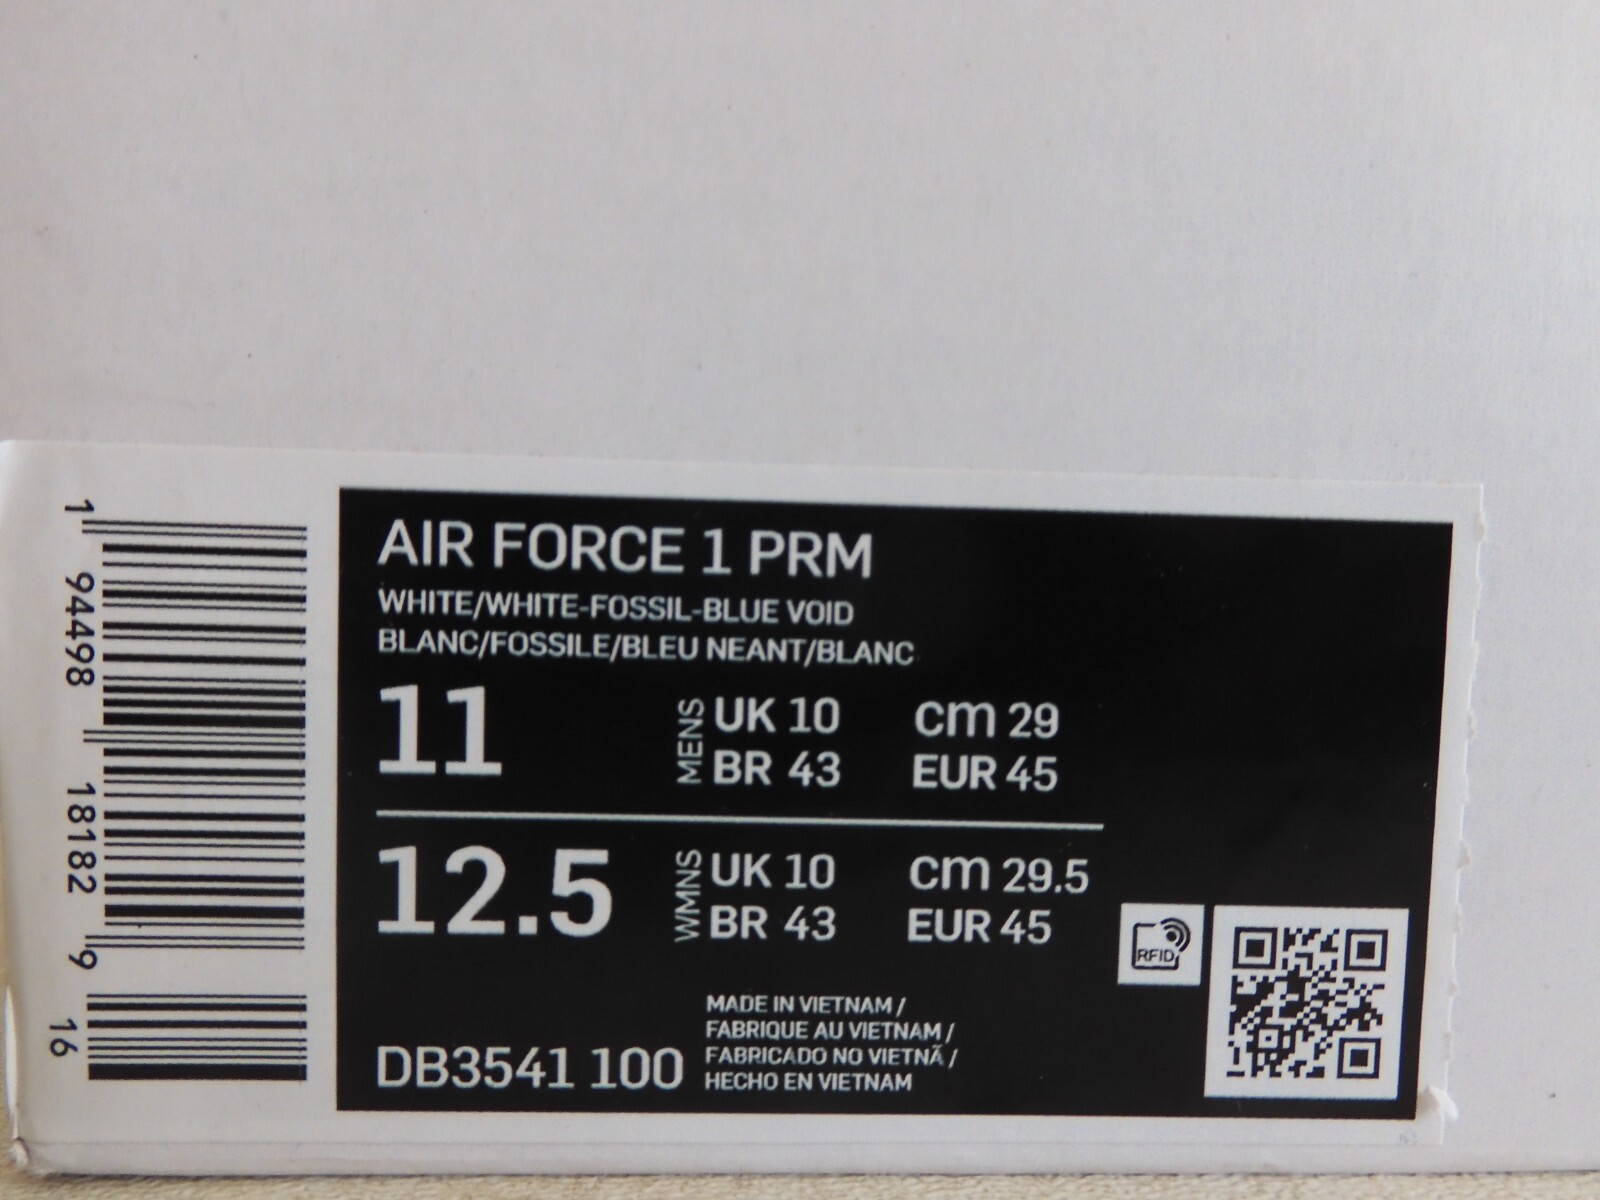 AIR FORCE 1 PRM
WHITE/WHITE-FOSSIL-BLUE VOID
BLANC/FOSSILE/BLEU NEANT/BLANC
11 MENS UK 10 cm 29
BR 43 EUR 45
12.5 WMNS UK 10 cm 29.5
BR 43 EUR 45
RFID
DB3541 100
MADE IN VIETNAM /
FABRIQUE AU VIETNAM /
FABRICADO NO VIETNÃ /
HECHO EN VIETNAM
1 94498 18182 9 16